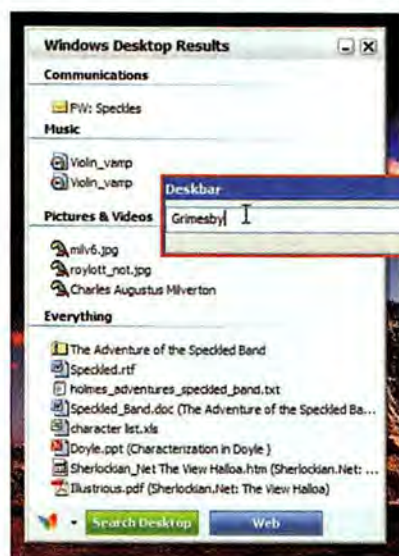 Windows Desktop Results
Communications
FW: Speckles
Music
Violin_vamp
Violin_vamp
Deskbar
Grimesby
Pictures & Videos
milv6.jpg
roylott_not.jpg
Charles Augustus Milverton
Everything
The Adventure of the Speckled Band
Speckled.rtf
holmes_adventures_speckled_band.txt
Speckled_Band.doc (The Adventure of the Speckled Ba...
character list.xls
Doyle.ppt (Characterization in Doyle )
Sherlockian_Net The View Halloa.htm (Sherlockian.Net: ...
Illustrious.pdf (Sherlockian.Net: The View Halloa)
Search Desktop Web